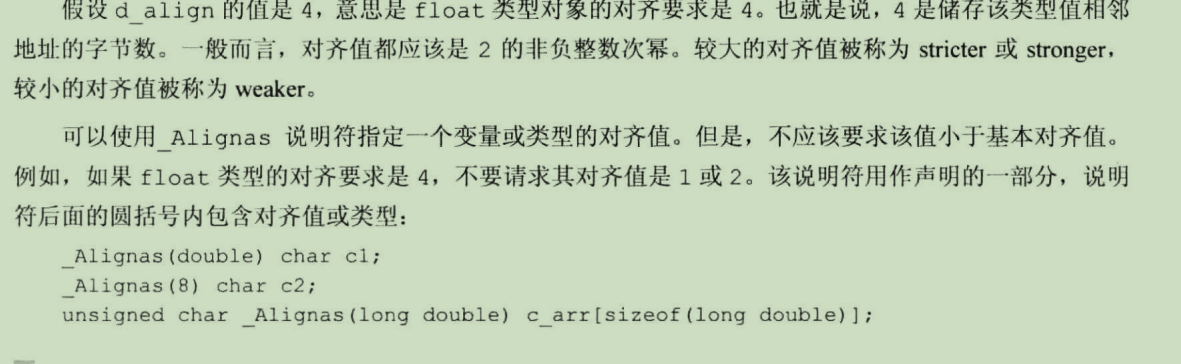 假设 d_align 的值是 4，意思是 float 类型对象的对齐要求是 4。也就是说，4 是储存该类型值相邻
地址的字节数。一般而言，对齐值都应该是 2 的非负整数次幂。较大的对齐值被称为 stricter 或 stronger，
较小的对齐值被称为 weaker。
可以使用_Alignas 说明符指定一个变量或类型的对齐值。但是，不应该要求该值小于基本对齐值。
例如，如果 float 类型的对齐要求是 4，不要请求其对齐值是 1 或 2。该说明符用作声明的一部分，说明
符后面的圆括号内包含对齐值或类型：
_Alignas(double) char c1;
_Alignas(8) char c2;
unsigned char _Alignas(long double) c_arr[sizeof(long double)];